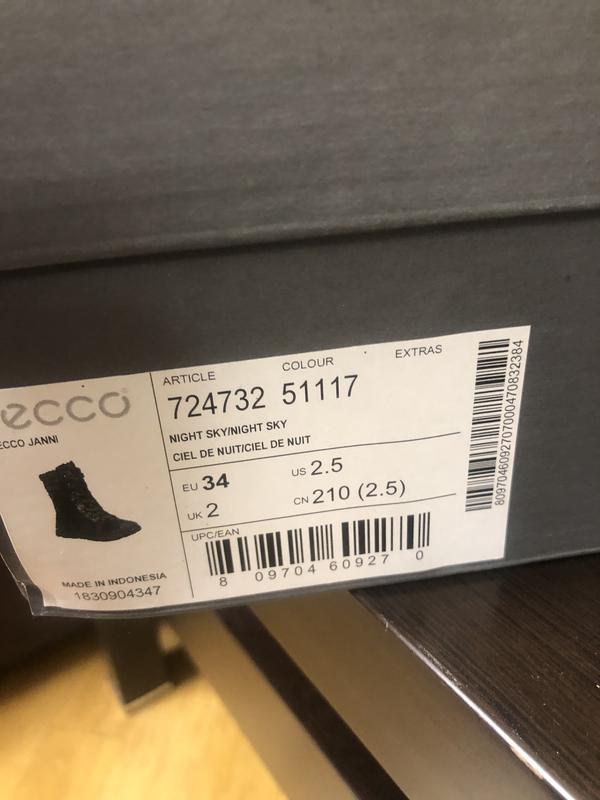 ecco
ECCO JANNI
MADE IN INDONESIA
1830904347
ARTICLE COLOUR EXTRAS
724732 51117
NIGHT SKY/NIGHT SKY
CIEL DE NUIT/CIEL DE NUIT
EU 34 US 2.5
UK 2 CN 210 (2.5)
UPC/EAN
8 09704 60927 0
809704609270700047083​2384